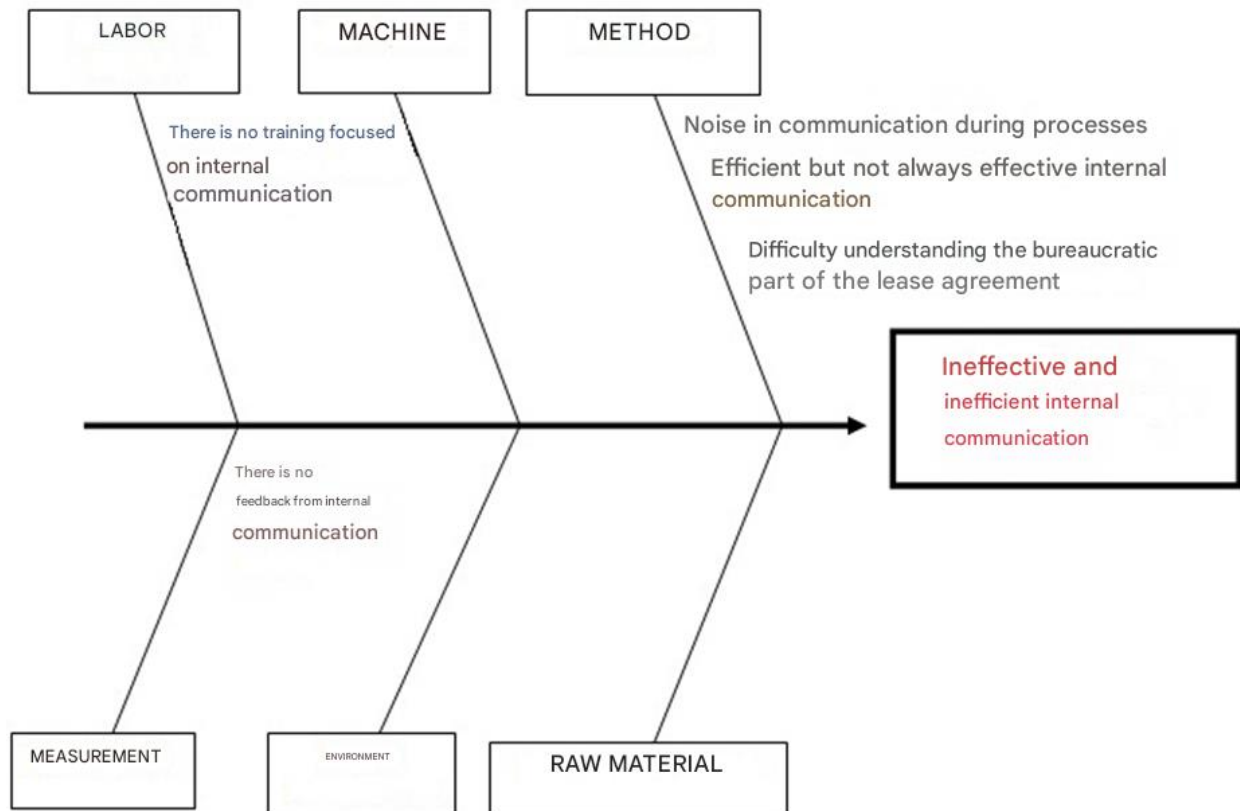 LABOR
MACHINE
METHOD
There is no training focused
on internal
communication
Noise in communication during processes
Efficient but not always effective internal
communication
Difficulty understanding the bureaucratic
part of the lease agreement
Ineffective and
inefficient internal
communication
There is no
feedback from internal
communication
MEASUREMENT
ENVIRONMENT
RAW MATERIAL